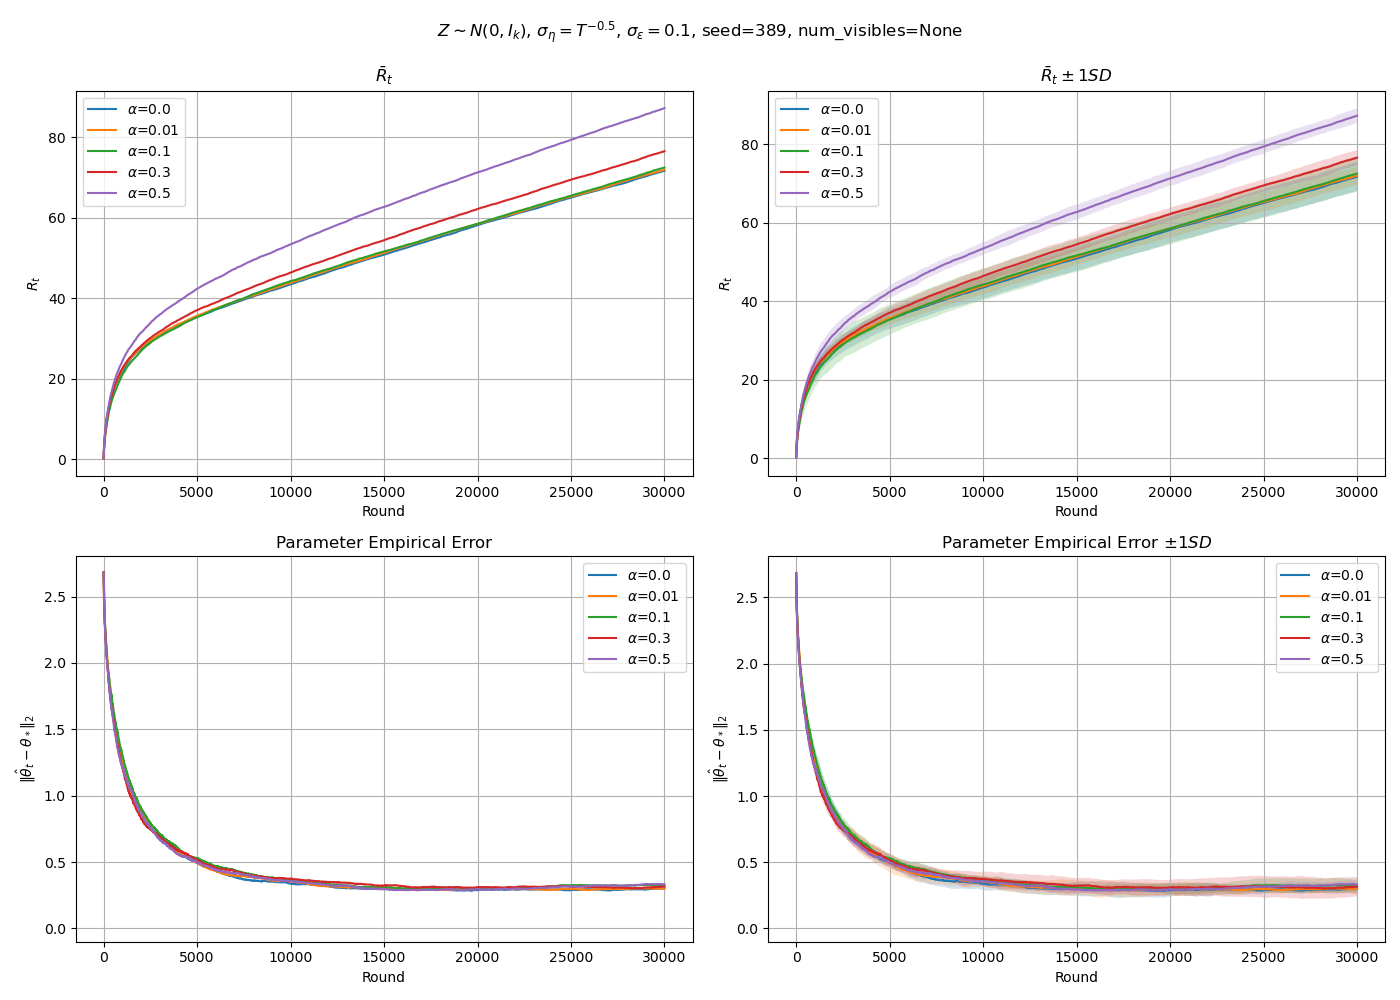 Z ∼ N(0, I_k), σ_η = T^{−0.5}, σ_ε = 0.1, seed=389, num_visibles=None
R̄_t
R_t
80
60
40
20
0
0 5000 10000 15000 20000 25000 30000
Round
α=0.0
α=0.01
α=0.1
α=0.3
α=0.5
R̄_t ± 1SD
R_t
80
60
40
20
0
0 5000 10000 15000 20000 25000 30000
Round
α=0.0
α=0.01
α=0.1
α=0.3
α=0.5
Parameter Empirical Error
‖θ̂_t − θ_*‖_2
2.5
2.0
1.5
1.0
0.5
0.0
0 5000 10000 15000 20000 25000 30000
Round
α=0.0
α=0.01
α=0.1
α=0.3
α=0.5
Parameter Empirical Error ±1SD
‖θ̂_t − θ_*‖_2
2.5
2.0
1.5
1.0
0.5
0.0
0 5000 10000 15000 20000 25000 30000
Round
α=0.0
α=0.01
α=0.1
α=0.3
α=0.5